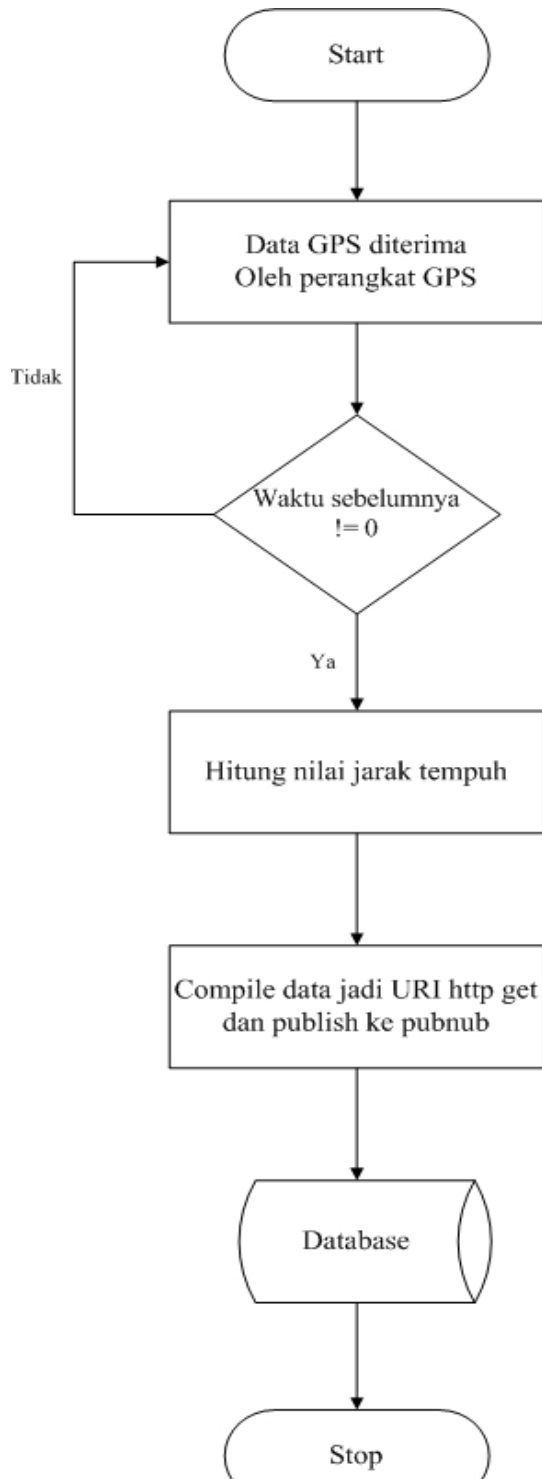 Start
Data GPS diterima
Oleh perangkat GPS
Tidak
Waktu sebelumnya
!= 0
Ya
Hitung nilai jarak tempuh
Compile data jadi URI http get
dan publish ke pubnub
Database
Stop